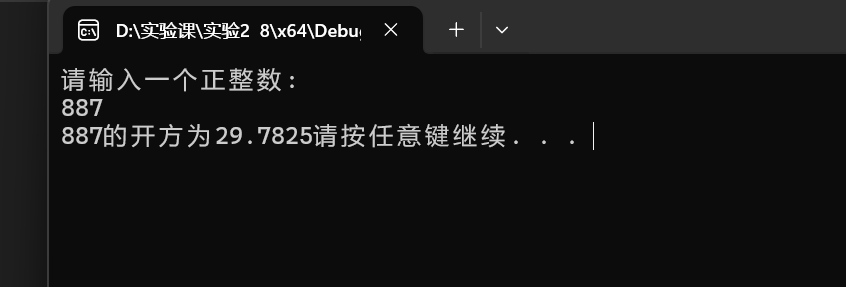 D:\实验课\实验2 8\x64\Debug
请输入一个正整数:
887
887的开方为29.7825请按任意键继续. . .